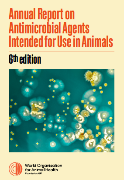 Annual Report on
Antimicrobial Agents
Intended for Use in Animals
6th edition
World Organisation
for Animal Health